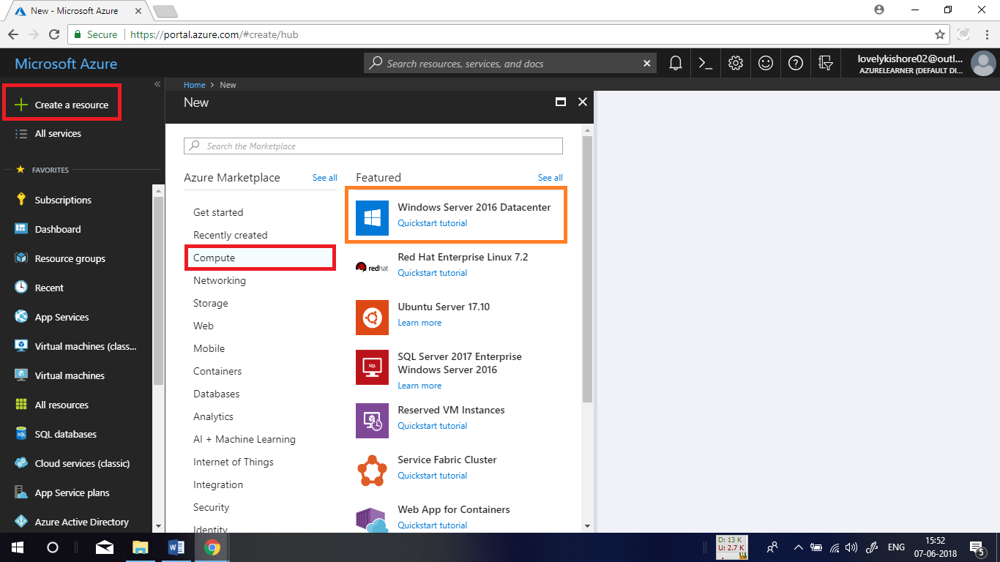 New - Microsoft Azure
Secure
https://portal.azure.com/#create/hub
Microsoft Azure
Search resources, services, and docs
lovelykishore02@outl...
AZURELEARNER (DEFAULT DI...
Create a resource
All services
FAVORITES
Subscriptions
Dashboard
Resource groups
Recent
App Services
Virtual machines (class...
Virtual machines
All resources
SQL databases
Cloud services (classic)
App Service plans
Azure Active Directory
Home > New
New
Search the Marketplace
Azure Marketplace
See all
Get started
Recently created
Compute
Networking
Storage
Web
Mobile
Containers
Databases
Analytics
AI + Machine Learning
Internet of Things
Integration
Security
Identity
Featured
See all
Windows Server 2016 Datacenter
Quickstart tutorial
redhat
Red Hat Enterprise Linux 7.2
Quickstart tutorial
Ubuntu Server 17.10
Learn more
SQL
SQL Server 2017 Enterprise
Windows Server 2016
Learn more
Reserved VM Instances
Quickstart tutorial
Service Fabric Cluster
Quickstart tutorial
Web App for Containers
Quickstart tutorial
D: 13 K
U: 2.7 K
ENG
15:52
07-06-2018
5